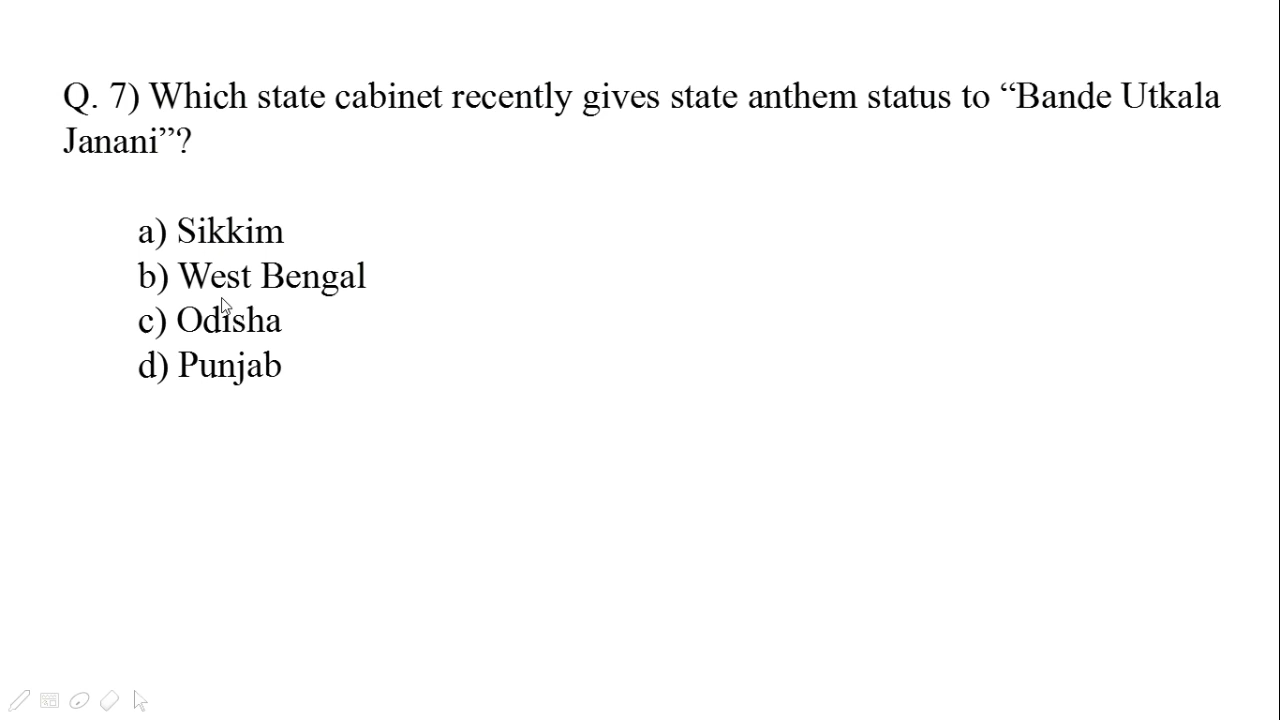 Q. 7) Which state cabinet recently gives state anthem status to “Bande Utkala
Janani”?
a) Sikkim
b) West Bengal
c) Odisha
d) Punjab